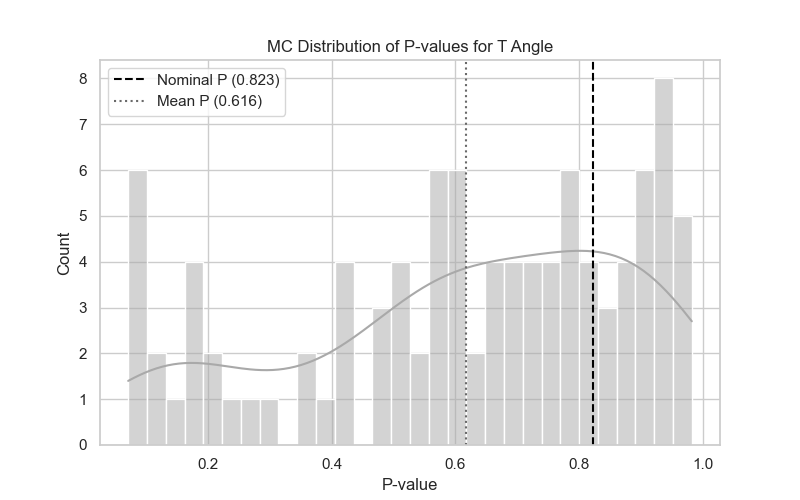 MC Distribution of P-values for T Angle
Nominal P (0.823)
Mean P (0.616)
8
7
6
5
4
3
2
1
0
Count
0.2 0.4 0.6 0.8 1.0
P-value